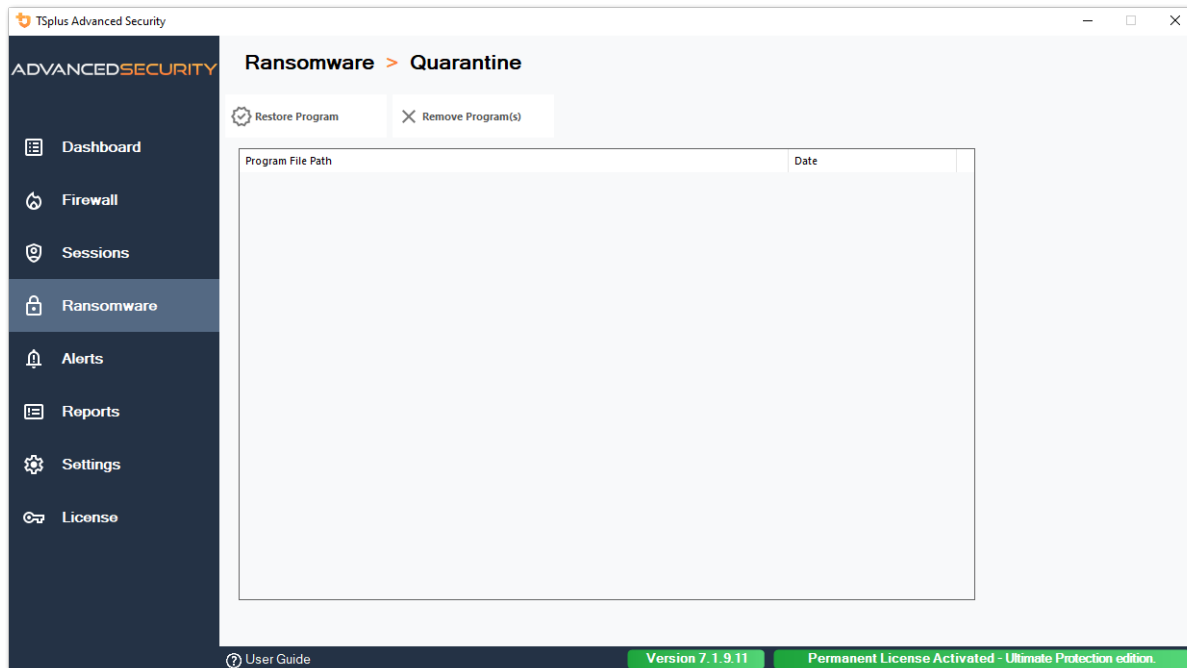 TSplus Advanced Security
ADVANCEDSECURITY
Ransomware > Quarantine
Restore Program
Remove Program(s)
Program File Path
Date
Dashboard
Firewall
Sessions
Ransomware
Alerts
Reports
Settings
License
User Guide
Version 7.1.9.11
Permanent License Activated - Ultimate Protection edition.